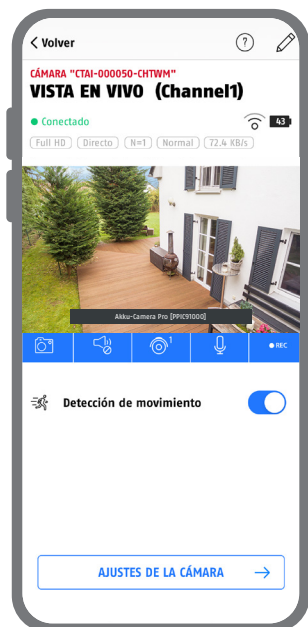 < Volver
?
CÁMARA "CTAI-000050-CHTWM"
VISTA EN VIVO (Channel1)
Conectado
43
Full HD Directo N=1 Normal 72.4 KB/s
Akku-Camera Pro [PPIC91000]
1
REC
Detección de movimiento
AJUSTES DE LA CÁMARA